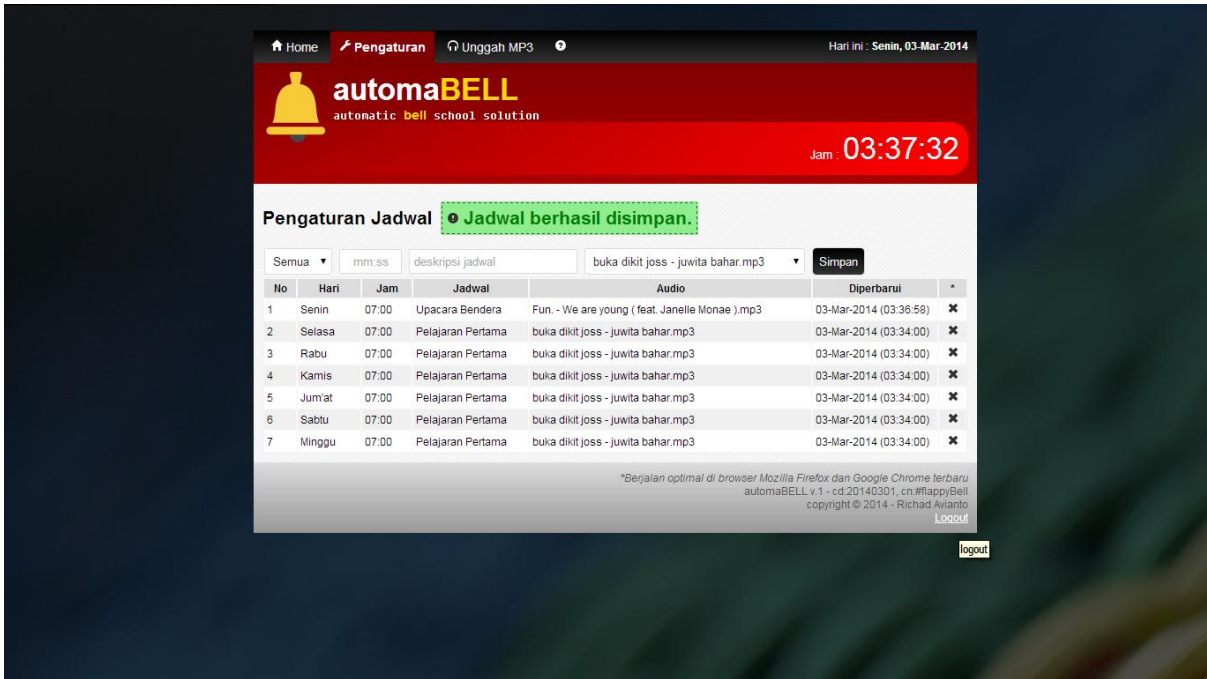 Home Pengaturan Unggah MP3 Hari ini : Senin, 03-Mar-2014
automaBELL
automatic bell school solution
Jam : 03:37:32
Pengaturan Jadwal Jadwal berhasil disimpan.
Semua mm:ss deskripsi jadwal buka dikit joss - juwita bahar.mp3 Simpan
No Hari Jam Jadwal Audio Diperbarui *
1 Senin 07:00 Upacara Bendera Fun. - We are young ( feat. Janelle Monae ).mp3 03-Mar-2014 (03:36:58)
2 Selasa 07:00 Pelajaran Pertama buka dikit joss - juwita bahar.mp3 03-Mar-2014 (03:34:00)
3 Rabu 07:00 Pelajaran Pertama buka dikit joss - juwita bahar.mp3 03-Mar-2014 (03:34:00)
4 Kamis 07:00 Pelajaran Pertama buka dikit joss - juwita bahar.mp3 03-Mar-2014 (03:34:00)
5 Jum'at 07:00 Pelajaran Pertama buka dikit joss - juwita bahar.mp3 03-Mar-2014 (03:34:00)
6 Sabtu 07:00 Pelajaran Pertama buka dikit joss - juwita bahar.mp3 03-Mar-2014 (03:34:00)
7 Minggu 07:00 Pelajaran Pertama buka dikit joss - juwita bahar.mp3 03-Mar-2014 (03:34:00)
*Berjalan optimal di browser Mozilla Firefox dan Google Chrome terbaru
automaBELL v.1 - cd:20140301, cn:#flappyBell
copyright © 2014 - Richad Avianto
Logout
logout